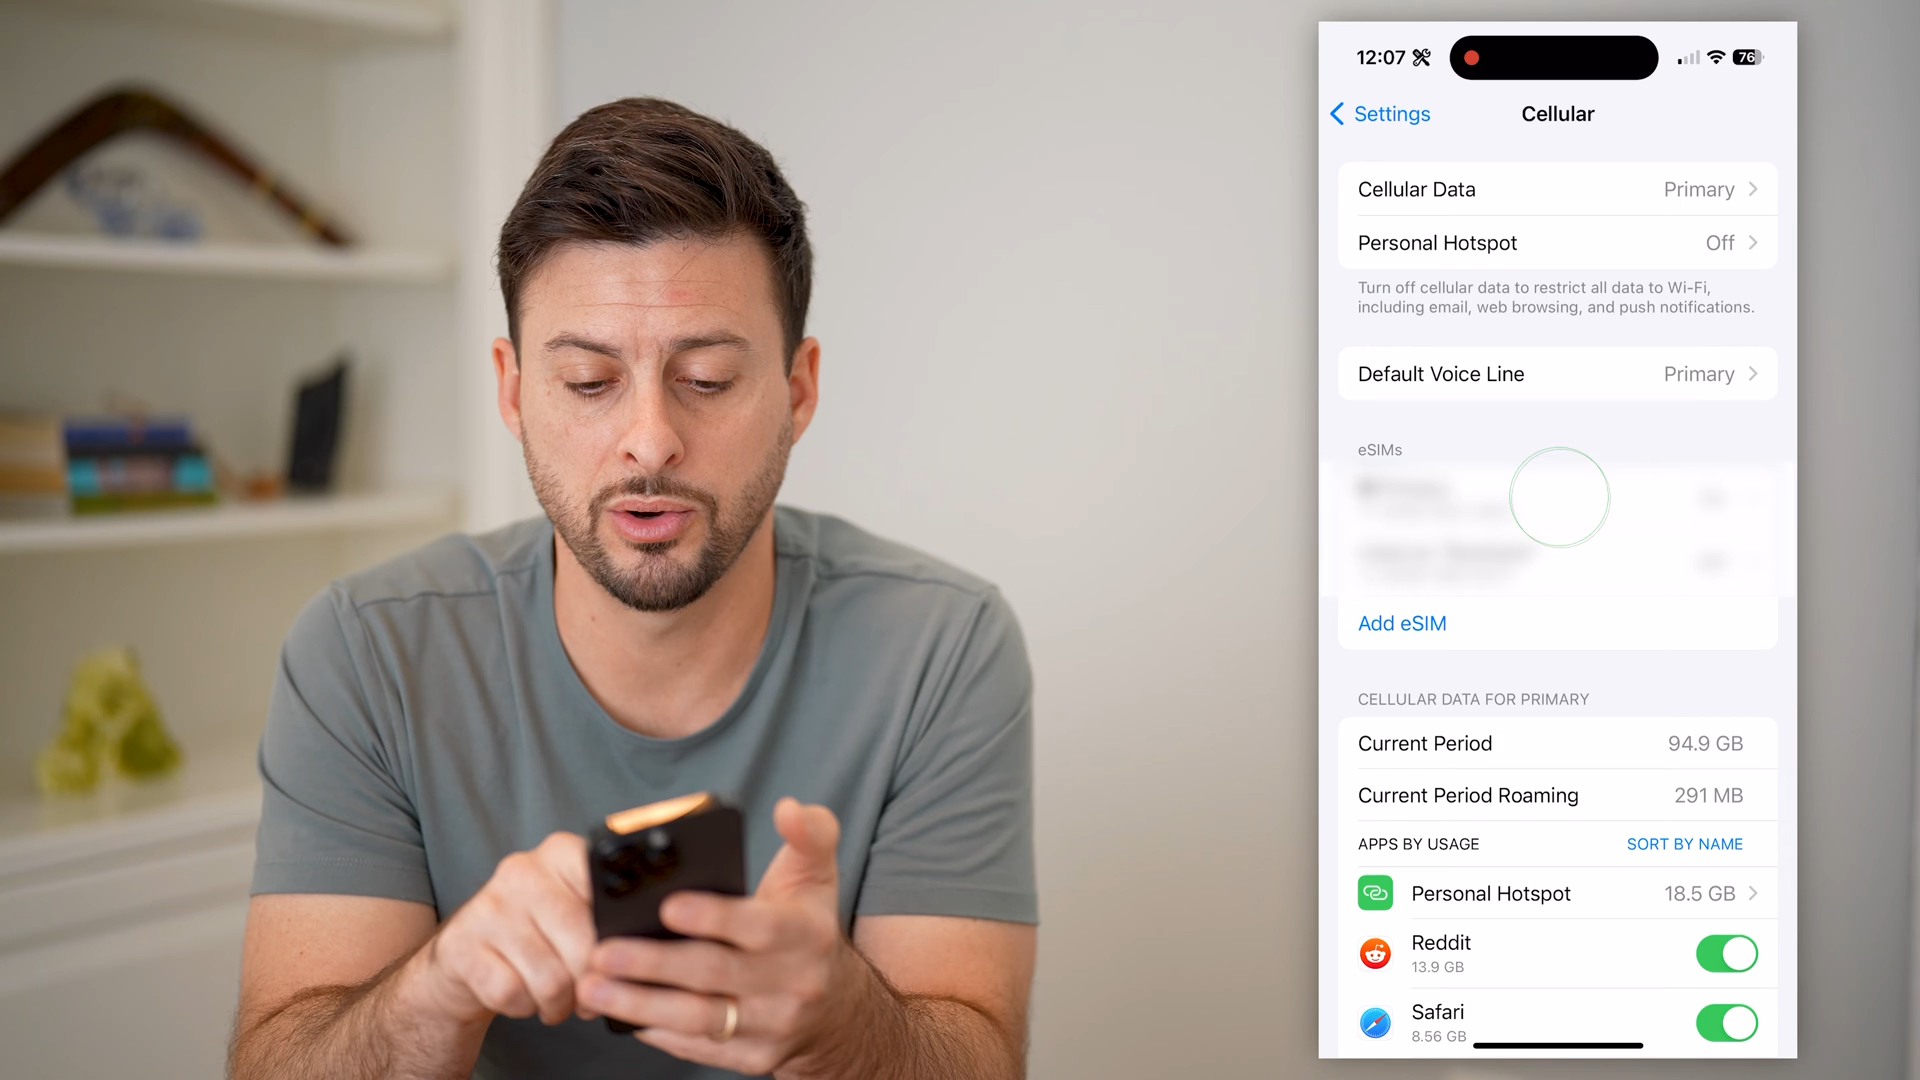 12:07
76
Settings
Cellular
Cellular Data
Primary
Personal Hotspot
Off
Turn off cellular data to restrict all data to Wi-Fi,
including email, web browsing, and push notifications.
Default Voice Line
Primary
eSIMs
Add eSIM
CELLULAR DATA FOR PRIMARY
Current Period
94.9 GB
Current Period Roaming
291 MB
APPS BY USAGE
SORT BY NAME
Personal Hotspot
18.5 GB
Reddit
13.9 GB
Safari
8.56 GB